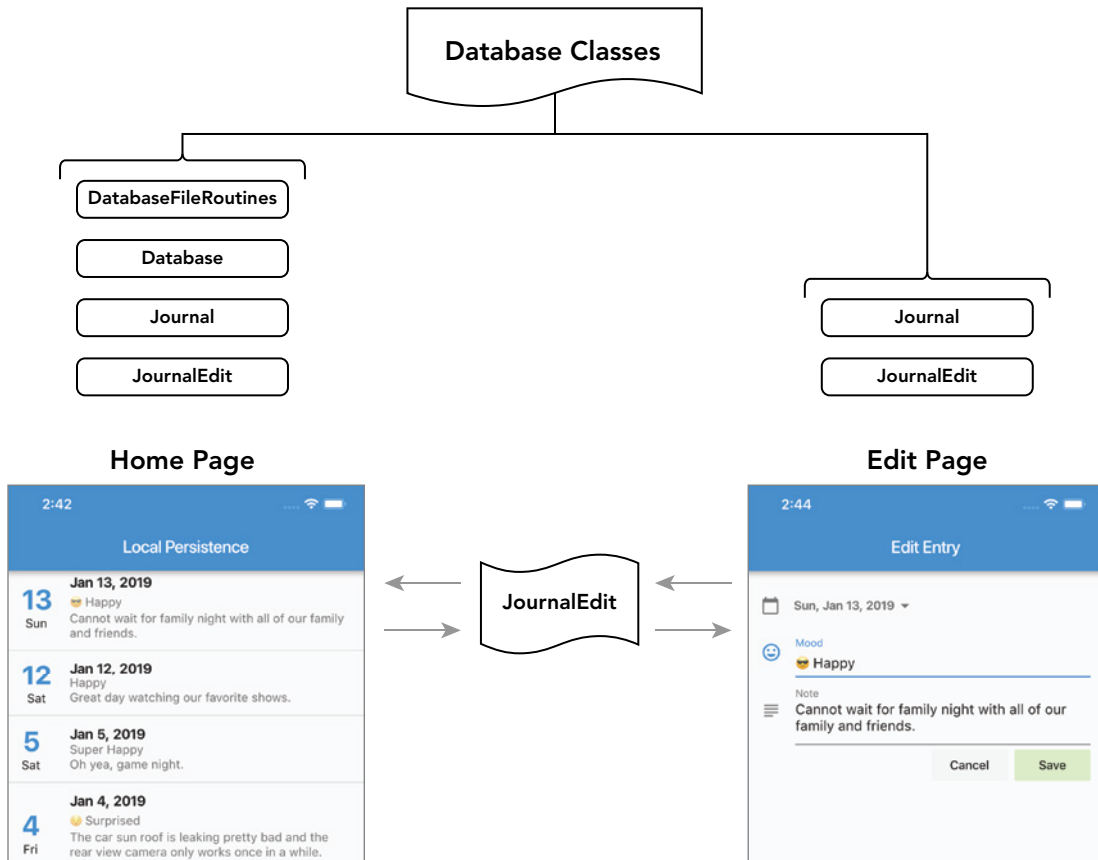 Database Classes
DatabaseFileRoutines
Database
Journal
JournalEdit
Journal
JournalEdit
Home Page
2:42
Local Persistence
13
Sun
Jan 13, 2019
😎 Happy
Cannot wait for family night with all of our family
and friends.
12
Sat
Jan 12, 2019
Happy
Great day watching our favorite shows.
5
Sat
Jan 5, 2019
Super Happy
Oh yea, game night.
4
Fri
Jan 4, 2019
Surprised
The car sun roof is leaking pretty bad and the
rear view camera only works once in a while.
JournalEdit
Edit Page
2:44
Edit Entry
Sun, Jan 13, 2019
Mood
😎 Happy
Note
Cannot wait for family night with all of our
family and friends.
Cancel
Save